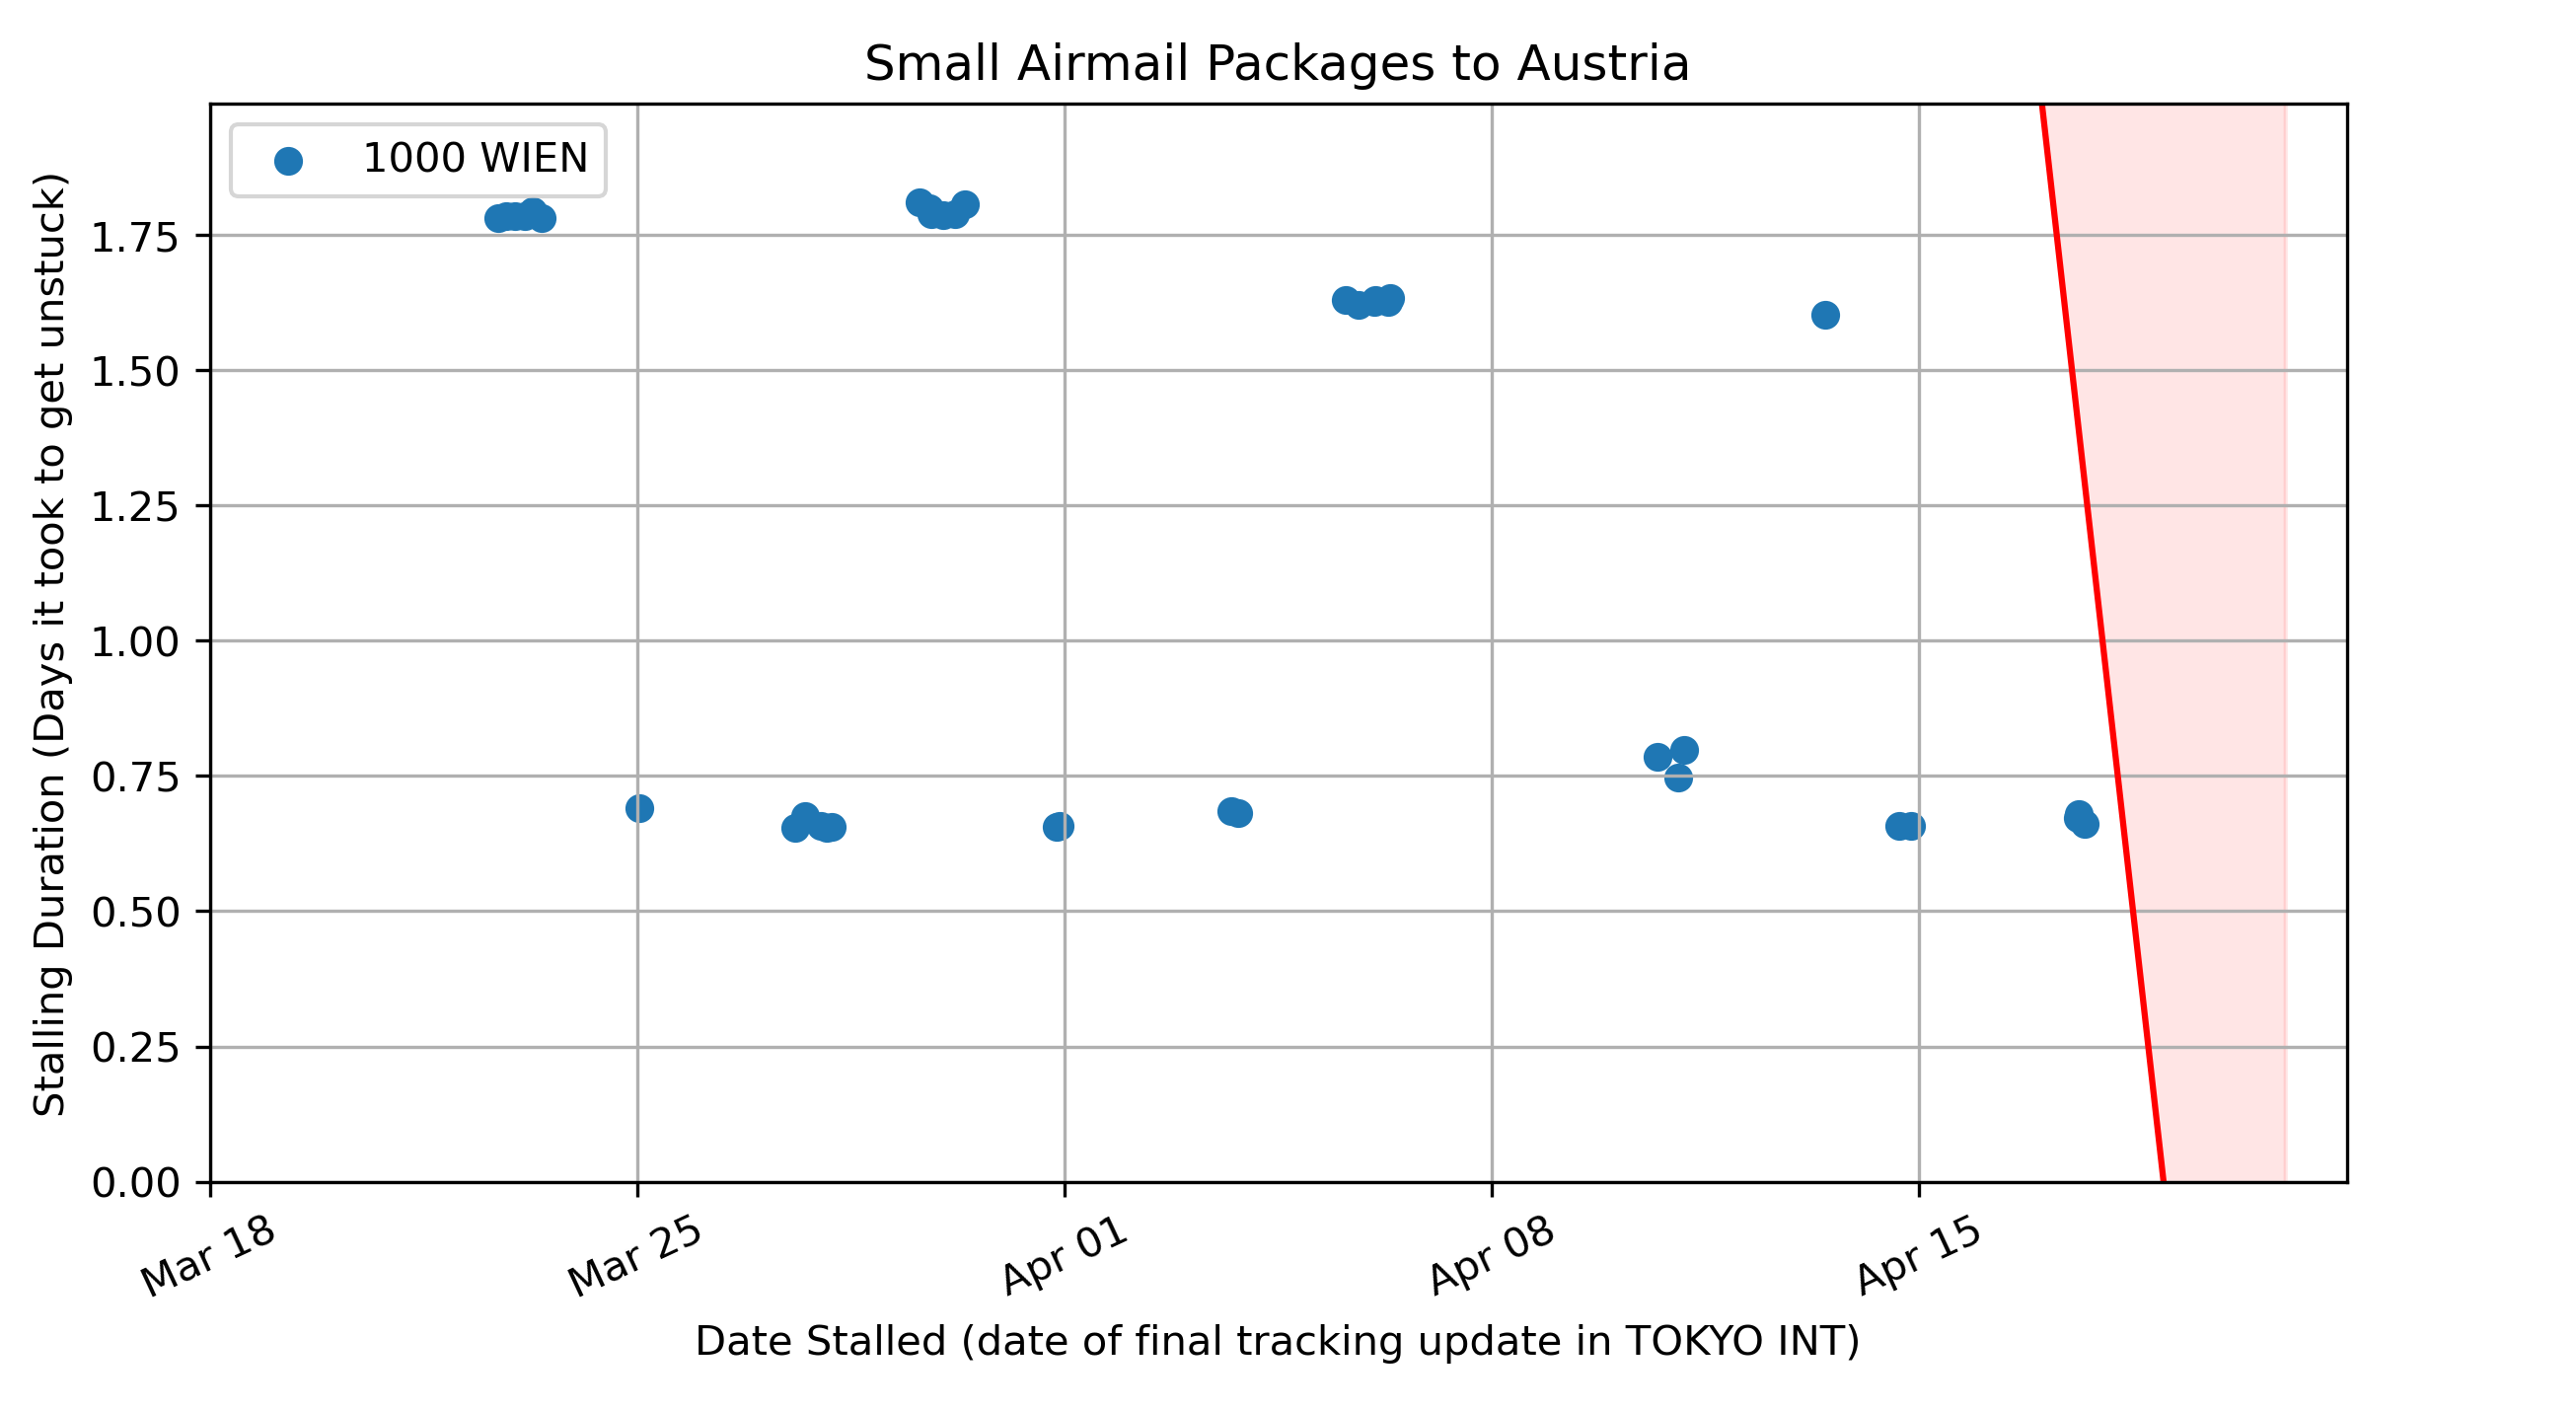 Small Airmail Packages to Austria
1000 WIEN
Stalling Duration (Days it took to get unstuck)
1.75
1.50
1.25
1.00
0.75
0.50
0.25
0.00
Mar 18
Mar 25
Apr 01
Apr 08
Apr 15
Date Stalled (date of final tracking update in TOKYO INT)